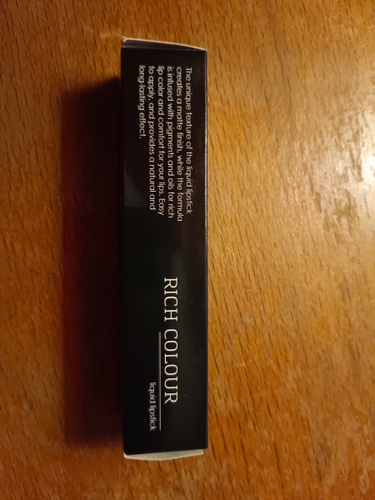 The unique texture of the liquid lipstick
creates a matte finish, while the formula
is infused with pigments and oils for rich
lip color and comfort for your lips. Easy
to apply, and provides a natural and
long-lasting effect.
RICH COLOUR
liquid lipstick